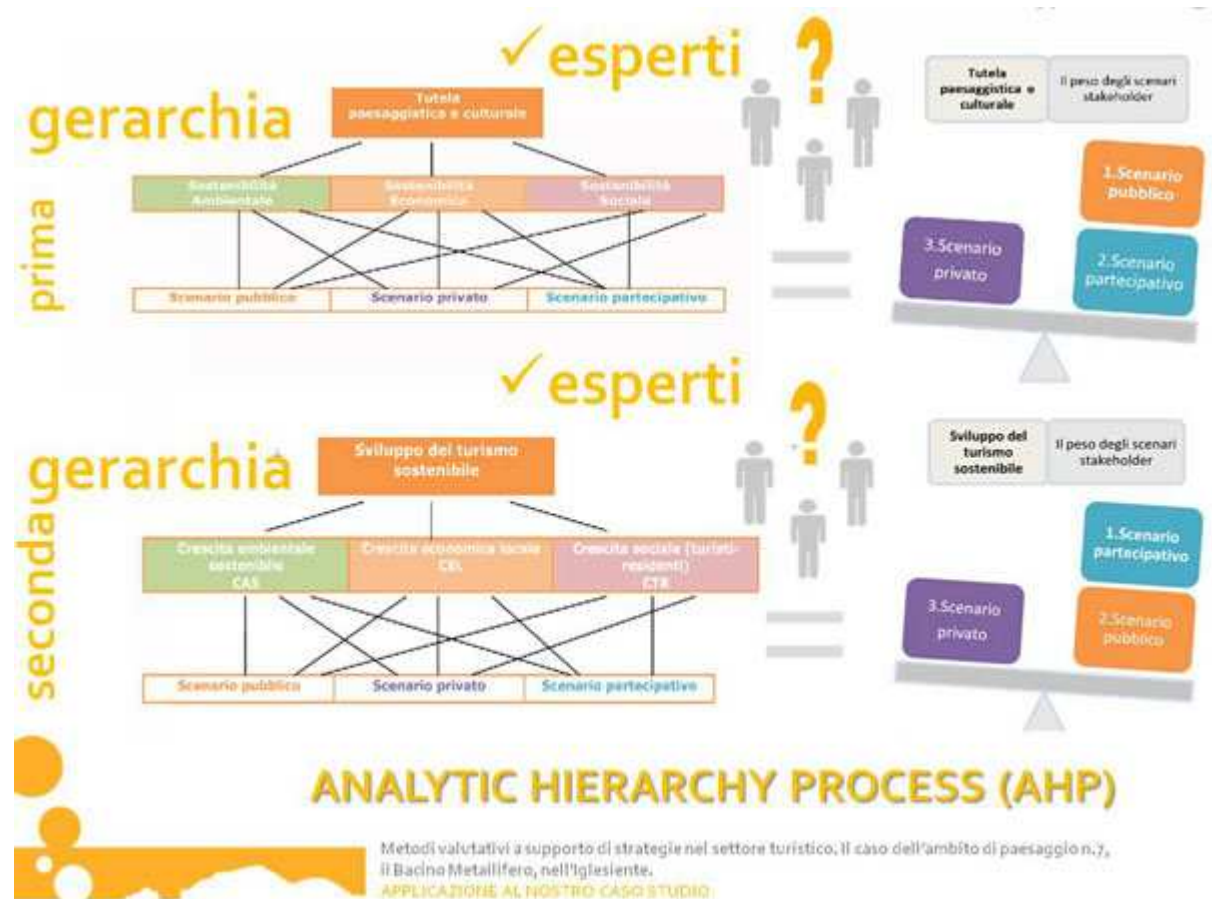 ✓ esperti
?
gerarchia
prima
Tutela
paesaggistica e culturale
Sostenibilità
Ambientale
Sostenibilità
Economica
Sostenibilità
Sociale
Scenario pubblico
Scenario privato
Scenario partecipativo
Tutela
paesaggistica e
culturale
Il peso degli scenari
stakeholder
1.Scenario
pubblico
3.Scenario
privato
2.Scenario
partecipativo
✓ esperti
?
gerarchia
seconda
Sviluppo del turismo
sostenibile
Crescita ambientale
sostenibile
CAS
Crescita economica locale
CEL
Crescita sociale (turisti-
residenti)
CTR
Scenario pubblico
Scenario privato
Scenario partecipativo
Sviluppo del
turismo
sostenibile
Il peso degli scenari
stakeholder
1.Scenario
partecipativo
3.Scenario
privato
2.Scenario
pubblico
ANALYTIC HIERARCHY PROCESS (AHP)
Metodi valutativi a supporto di strategie nel settore turistico. Il caso dell'ambito di paesaggio n.7,
il Bacino Metallifero, nell'Iglesiente.
APPLICAZIONE AL NOSTRO CASO STUDIO